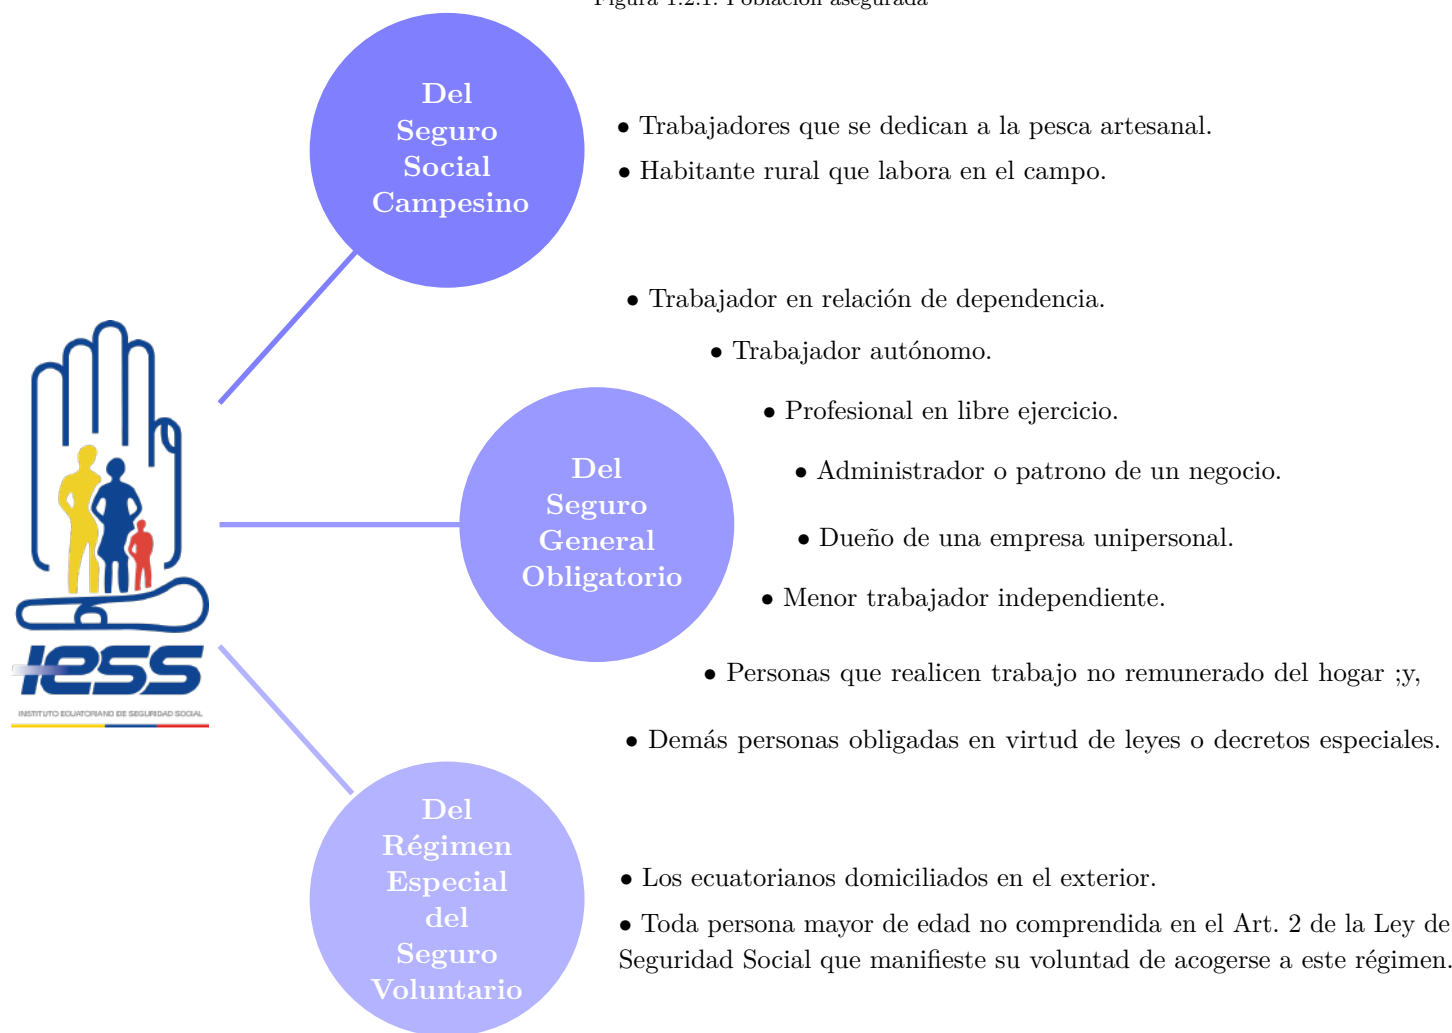 Figura 1.2.1: Población asegurada
Del
Seguro
Social
Campesino
• Trabajadores que se dedican a la pesca artesanal.
• Habitante rural que labora en el campo.
• Trabajador en relación de dependencia.
• Trabajador autónomo.
• Profesional en libre ejercicio.
• Administrador o patrono de un negocio.
• Dueño de una empresa unipersonal.
• Menor trabajador independiente.
• Personas que realicen trabajo no remunerado del hogar ;y,
• Demás personas obligadas en virtud de leyes o decretos especiales.
Del
Seguro
General
Obligatorio
IESS
INSTITUTO ECUATORIANO DE SEGURIDAD SOCIAL
Del
Régimen
Especial
del
Seguro
Voluntario
• Los ecuatorianos domiciliados en el exterior.
• Toda persona mayor de edad no comprendida en el Art. 2 de la Ley de
Seguridad Social que manifieste su voluntad de acogerse a este régimen.